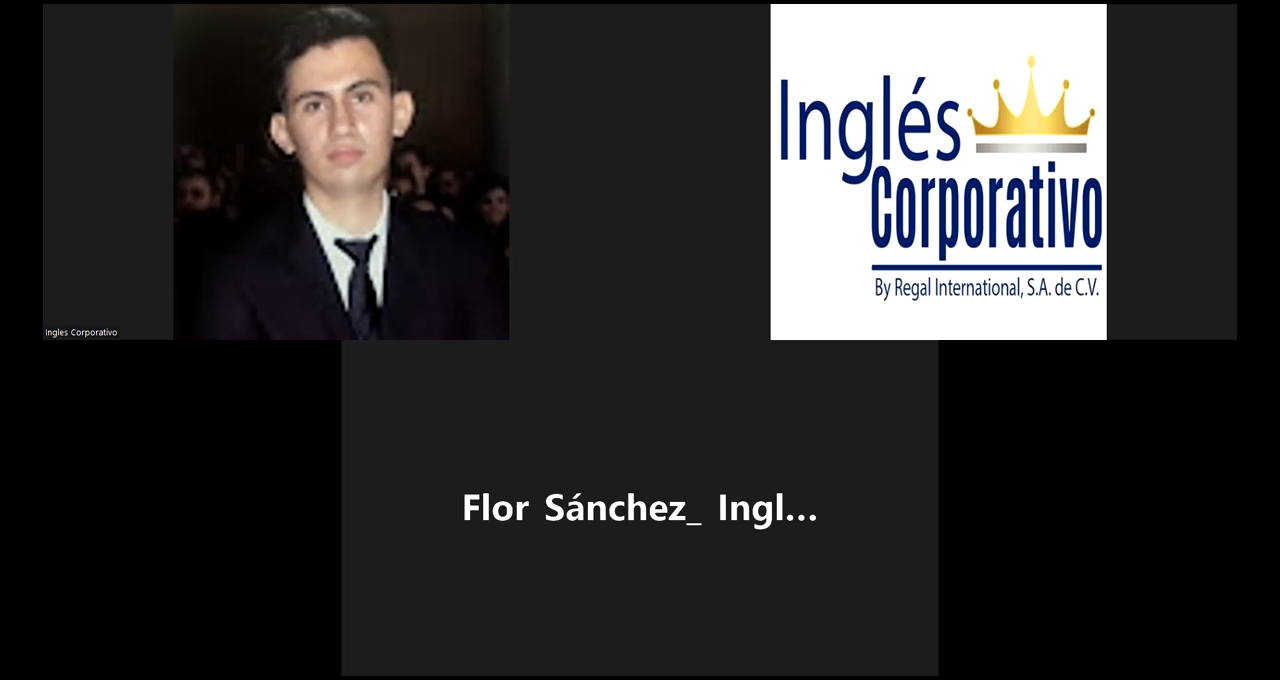 Ingles Corporativo
Inglés
Corporativo
By Regal International, S.A. de C.V.
Flor Sánchez_ Ingl...